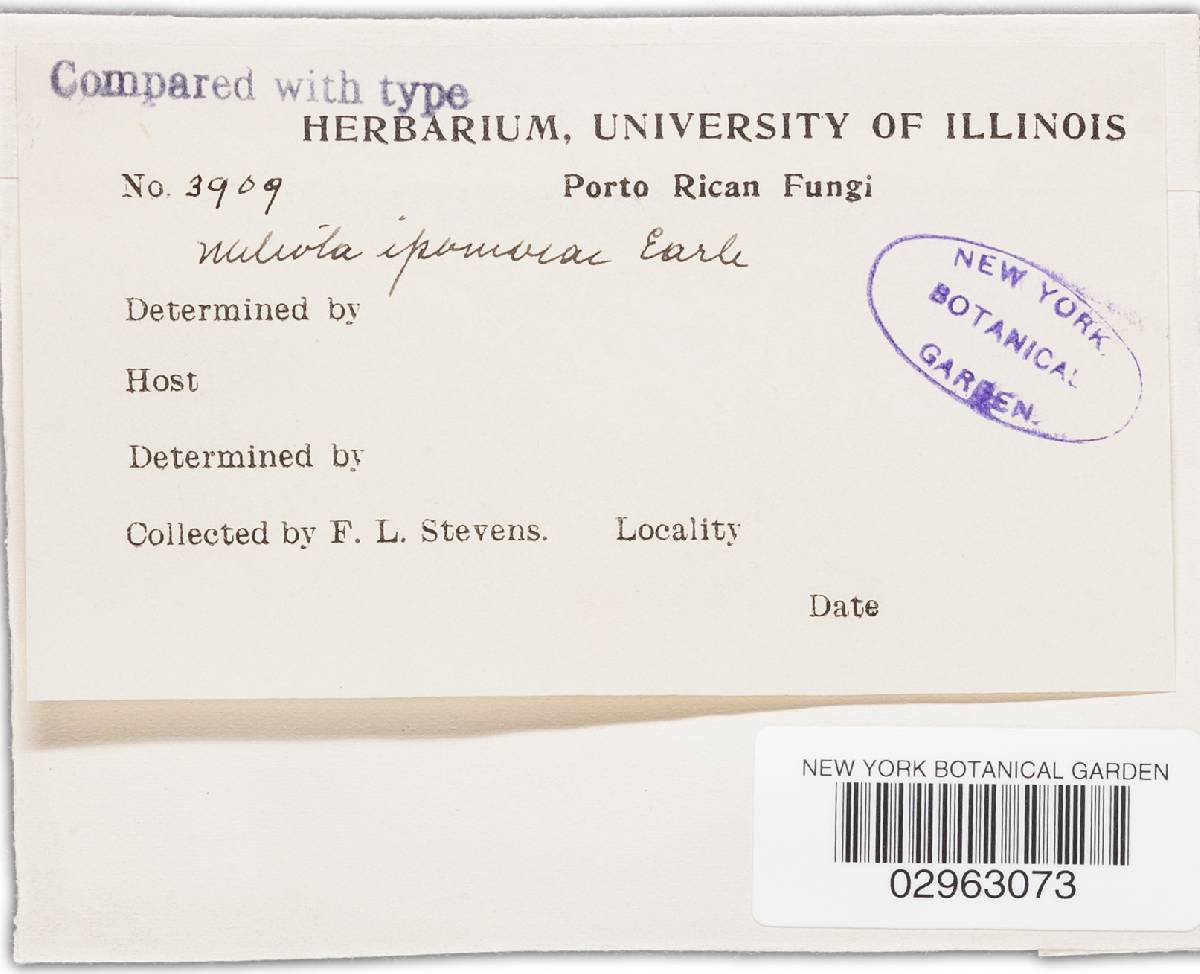 Compared with type
HERBARIUM, UNIVERSITY OF ILLINOIS
No. 3909 Porto Rican Fungi
Meliola ipomoeae Earle
Determined by
Host
Determined by
Collected by F. L. Stevens. Locality
Date
NEW YORK
BOTANICAL
GARDEN.
NEW YORK BOTANICAL GARDEN
02963073